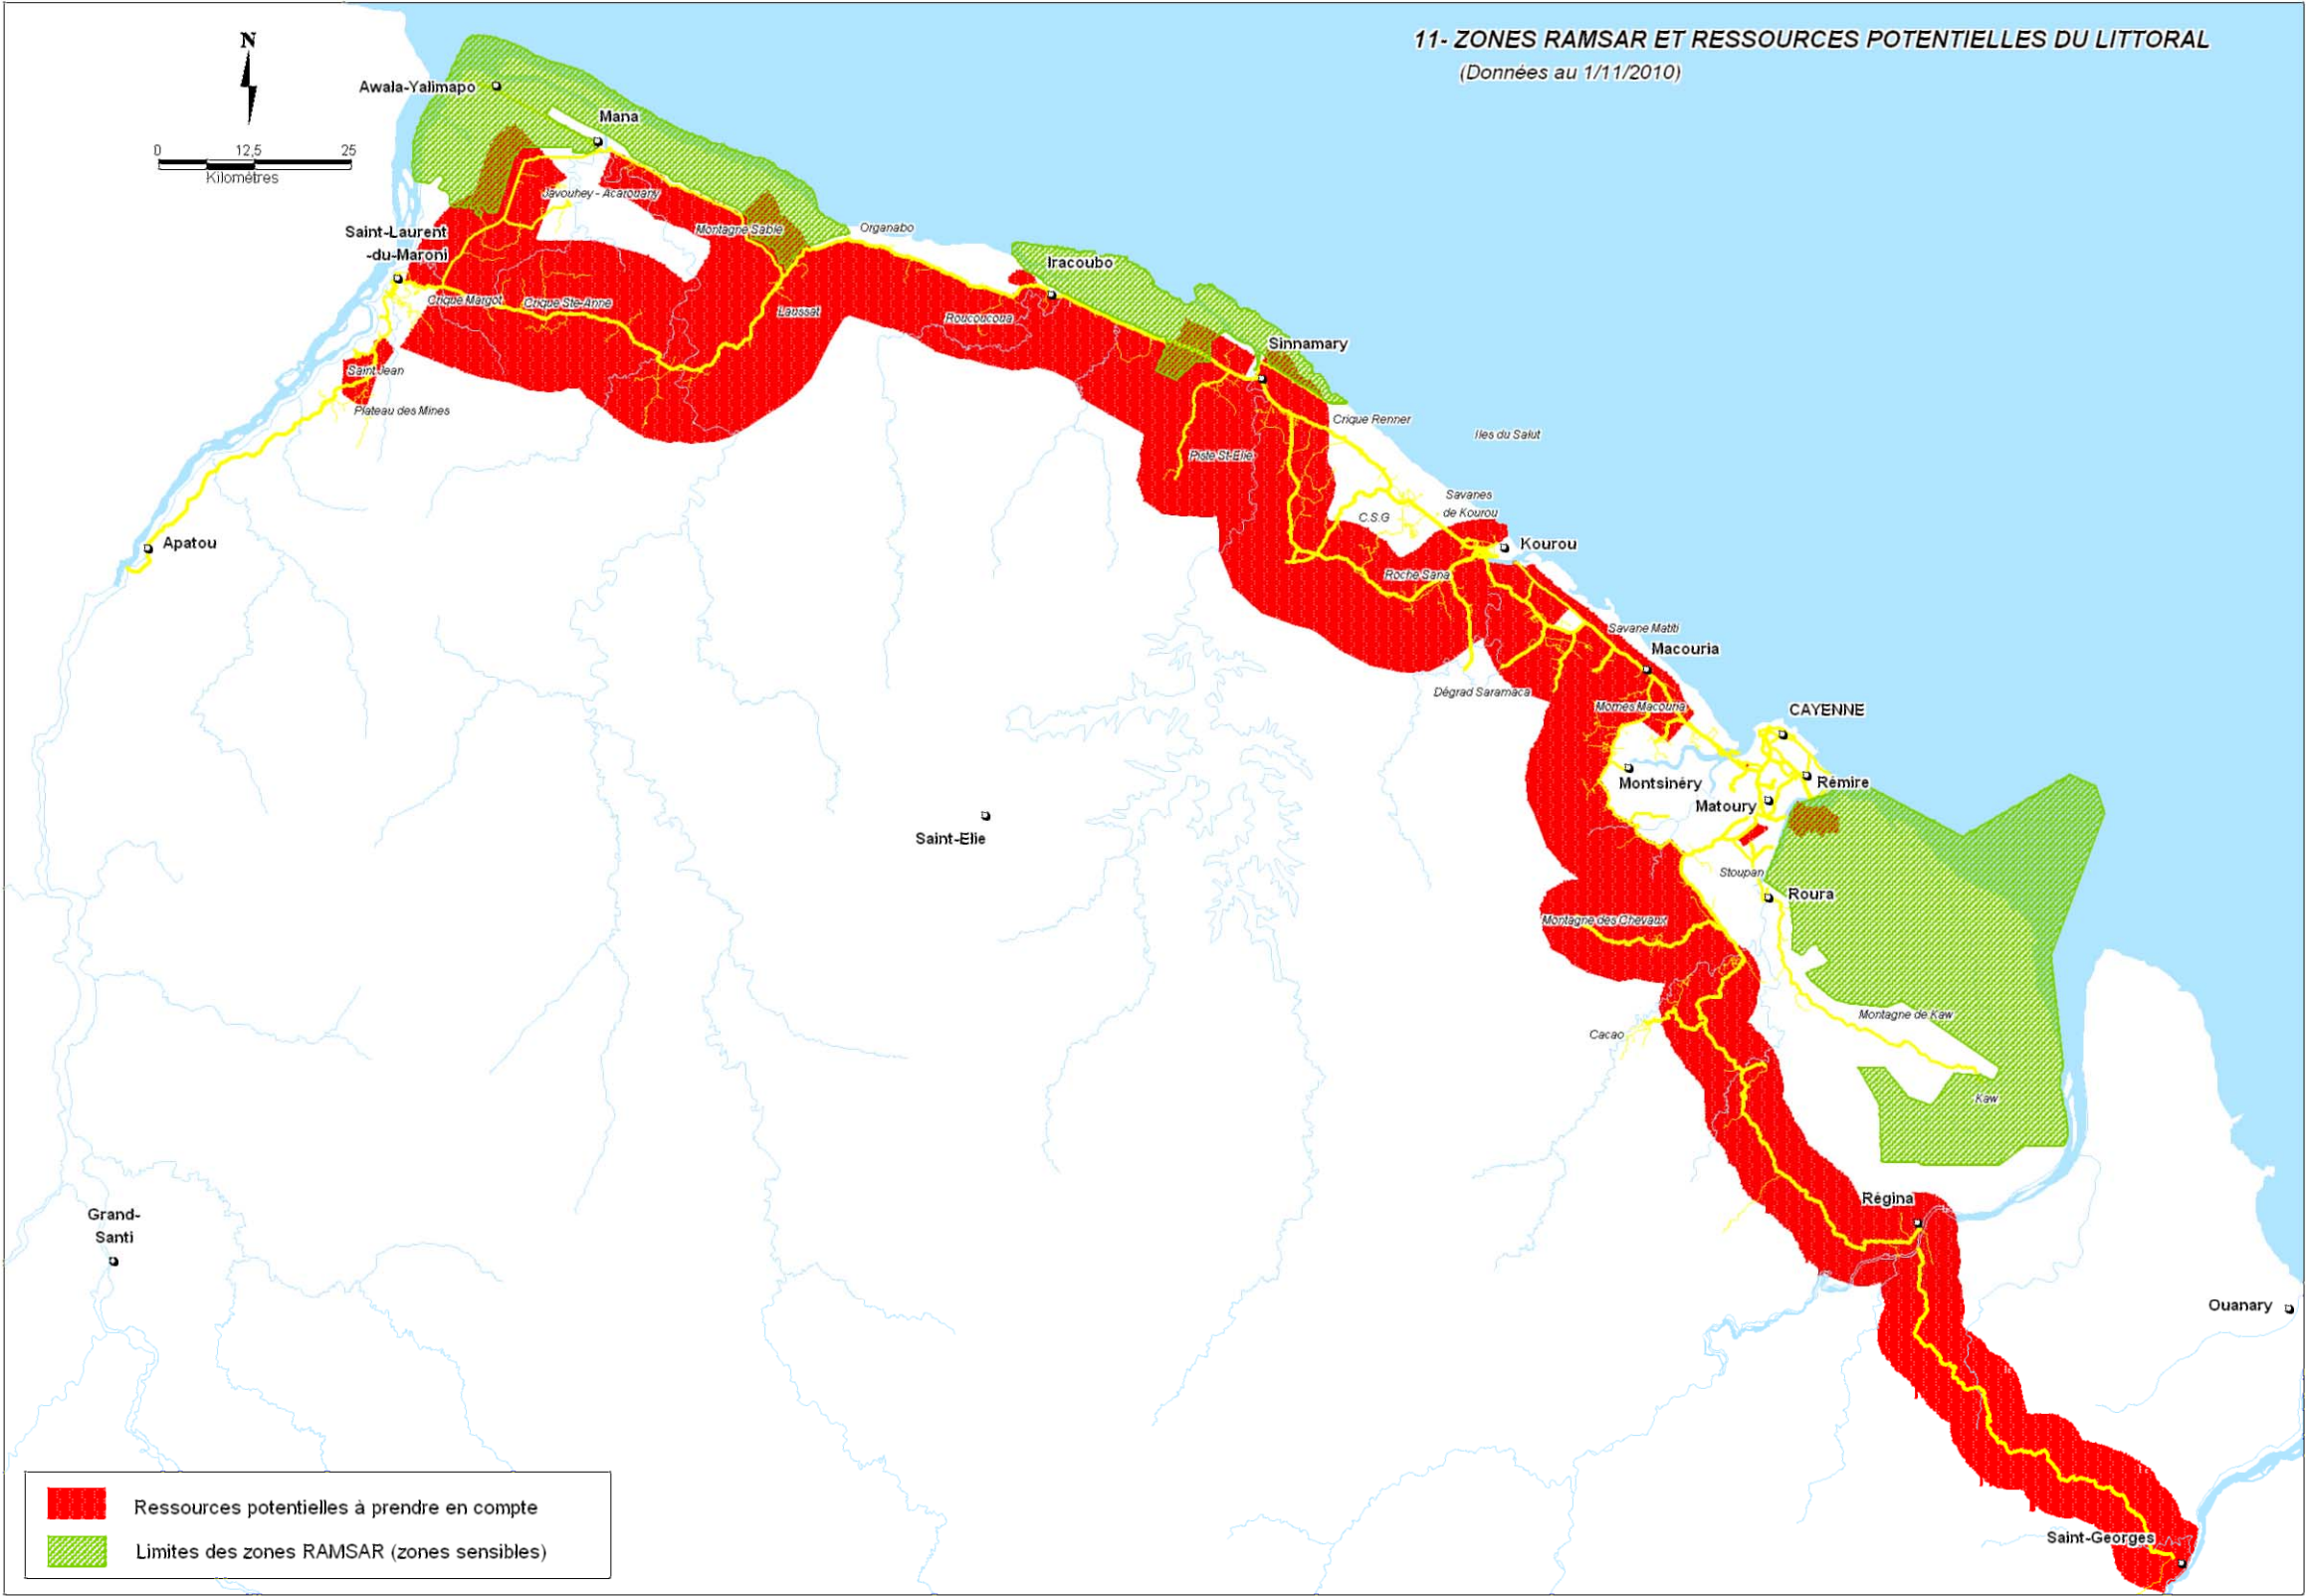 11- ZONES RAMSAR ET RESSOURCES POTENTIELLES DU LITTORAL
(Données au 1/11/2010)
N
0 12,5 25
Kilomètres
Awala-Yalimapo
Mana
Javouhey - Acarouany
Saint-Laurent
-du-Maroni
Montagne Sable
Organabo
Iracoubo
Crique Margot
Crique Ste-Anne
Laussat
Roucoucoua
Sinnamary
Saint Jean
Plateau des Mines
Crique Renner
Iles du Salut
Piste St-Elie
Savanes
de Kourou
C.S.G
Apatou
Kourou
Roche Sana
Savane Matiti
Macouria
Dégrad Saramaca
Mornes Macouria
CAYENNE
Montsinéry
Rémire
Matoury
Saint-Elie
Stoupan
Roura
Montagne des Chevaux
Montagne de Kaw
Cacao
Kaw
Régina
Grand-
Santi
Ouanary
Saint-Georges
Ressources potentielles à prendre en compte
Limites des zones RAMSAR (zones sensibles)